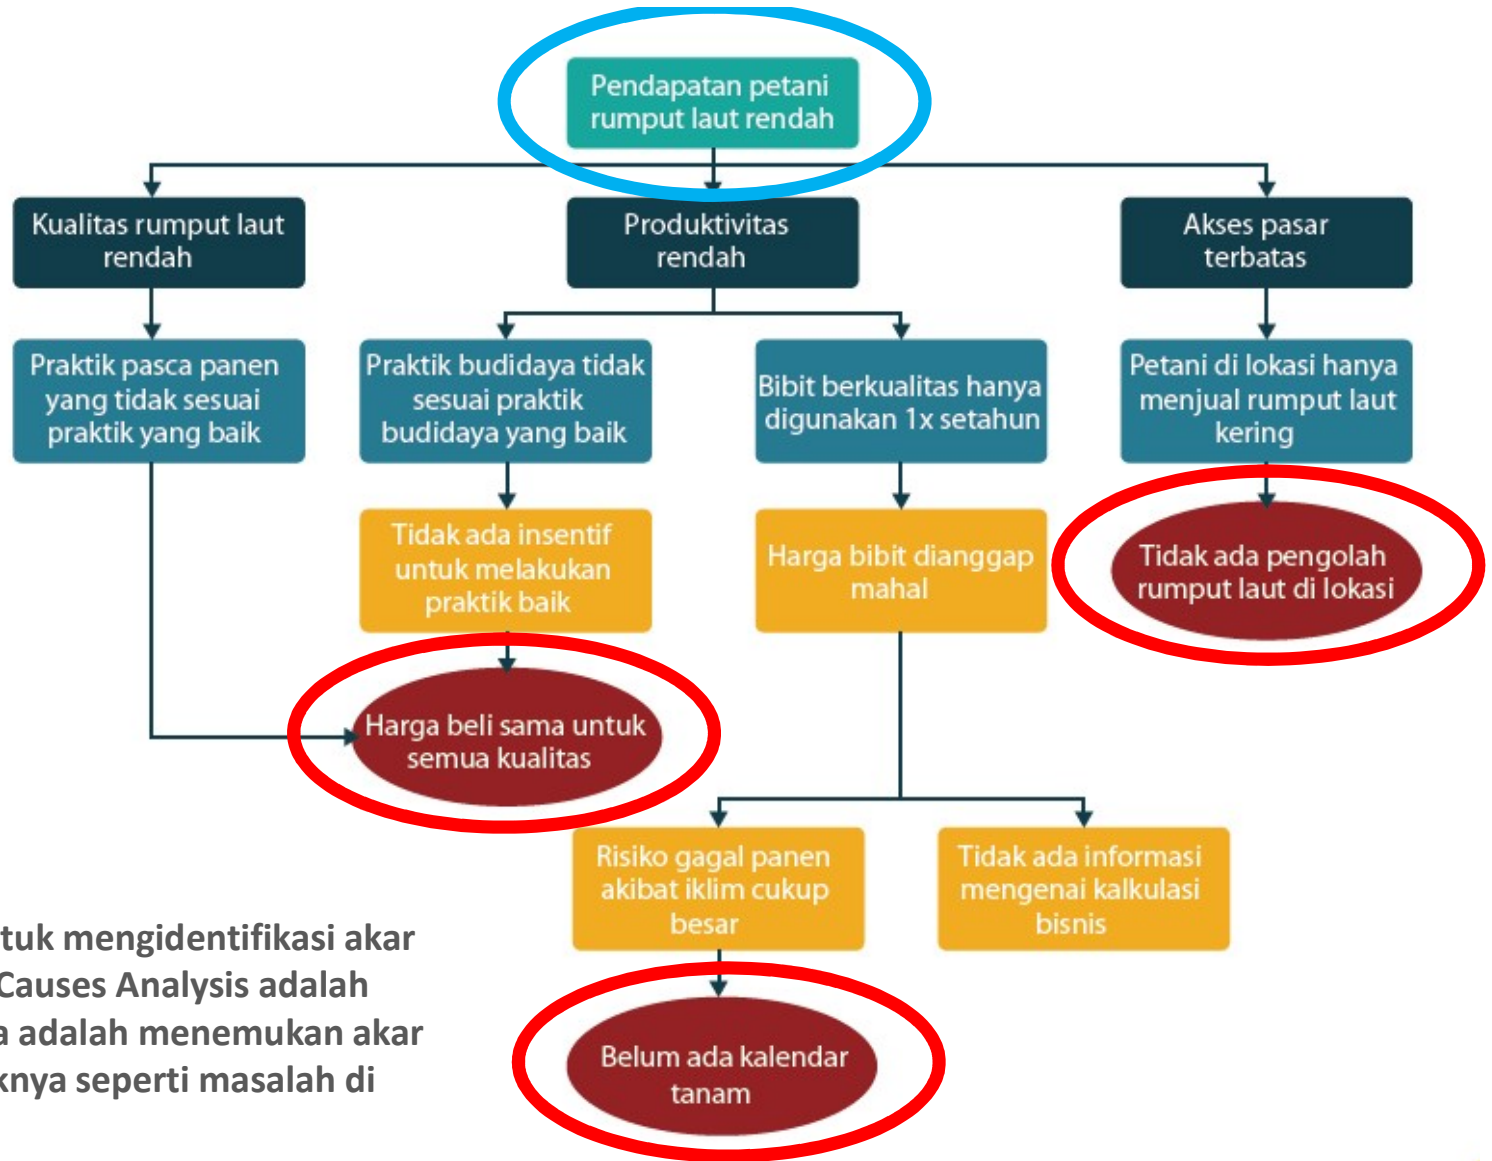 Pendapatan petani
rumput laut rendah
Kualitas rumput laut
rendah
Produktivitas
rendah
Akses pasar
terbatas
Praktik pasca panen
yang tidak sesuai
praktik yang baik
Praktik budidaya tidak
sesuai praktik
budidaya yang baik
Bibit berkualitas hanya
digunakan 1x setahun
Petani di lokasi hanya
menjual rumput laut
kering
Tidak ada insentif
untuk melakukan
praktik baik
Harga bibit dianggap
mahal
Tidak ada pengolah
rumput laut di lokasi
Harga beli sama untuk
semua kualitas
Risiko gagal panen
akibat iklim cukup
besar
Tidak ada informasi
mengenai kalkulasi
bisnis
Belum ada kalendar
tanam
tuk mengidentifikasi akar
Causes Analysis adalah
a adalah menemukan akar
knya seperti masalah di